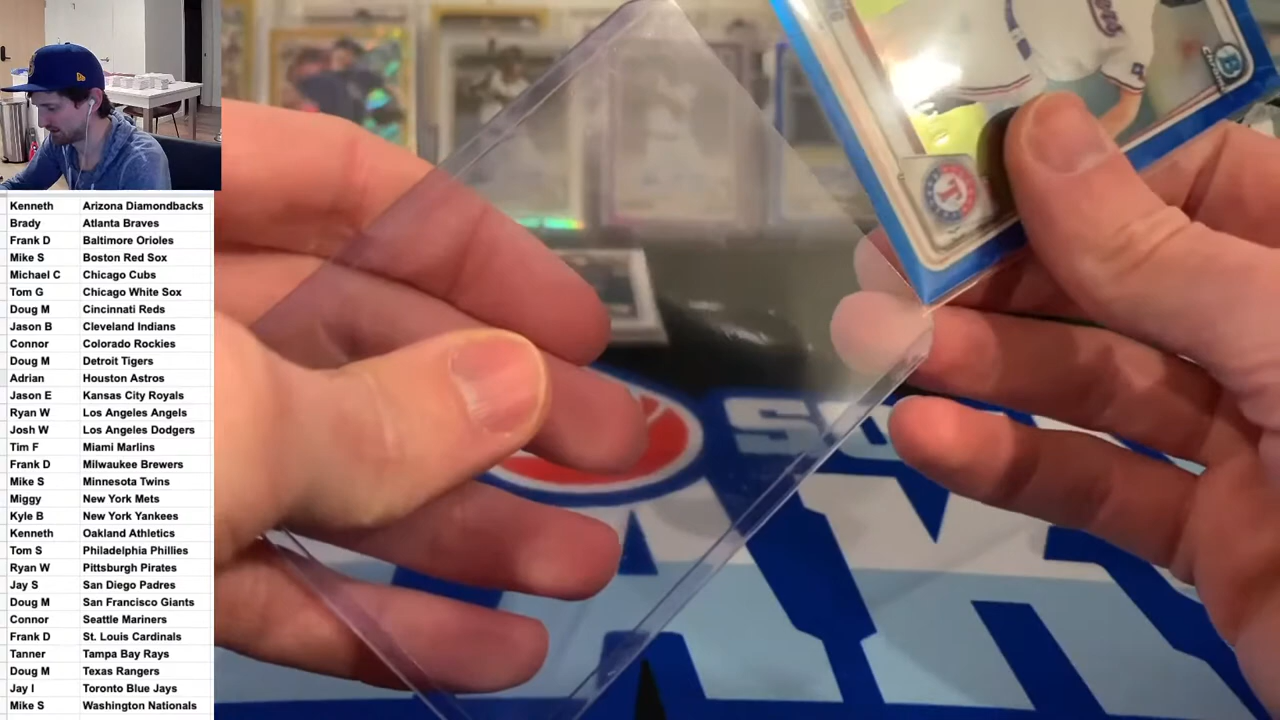 Kenneth Arizona Diamondbacks
Brady Atlanta Braves
Frank D Baltimore Orioles
Mike S Boston Red Sox
Michael C Chicago Cubs
Tom G Chicago White Sox
Doug M Cincinnati Reds
Jason B Cleveland Indians
Connor Colorado Rockies
Doug M Detroit Tigers
Adrian Houston Astros
Jason E Kansas City Royals
Ryan W Los Angeles Angels
Josh W Los Angeles Dodgers
Tim F Miami Marlins
Frank D Milwaukee Brewers
Mike S Minnesota Twins
Miggy New York Mets
Kyle B New York Yankees
Kenneth Oakland Athletics
Tom S Philadelphia Phillies
Ryan W Pittsburgh Pirates
Jay S San Diego Padres
Doug M San Francisco Giants
Connor Seattle Mariners
Frank D St. Louis Cardinals
Tanner Tampa Bay Rays
Doug M Texas Rangers
Jay I Toronto Blue Jays
Mike S Washington Nationals